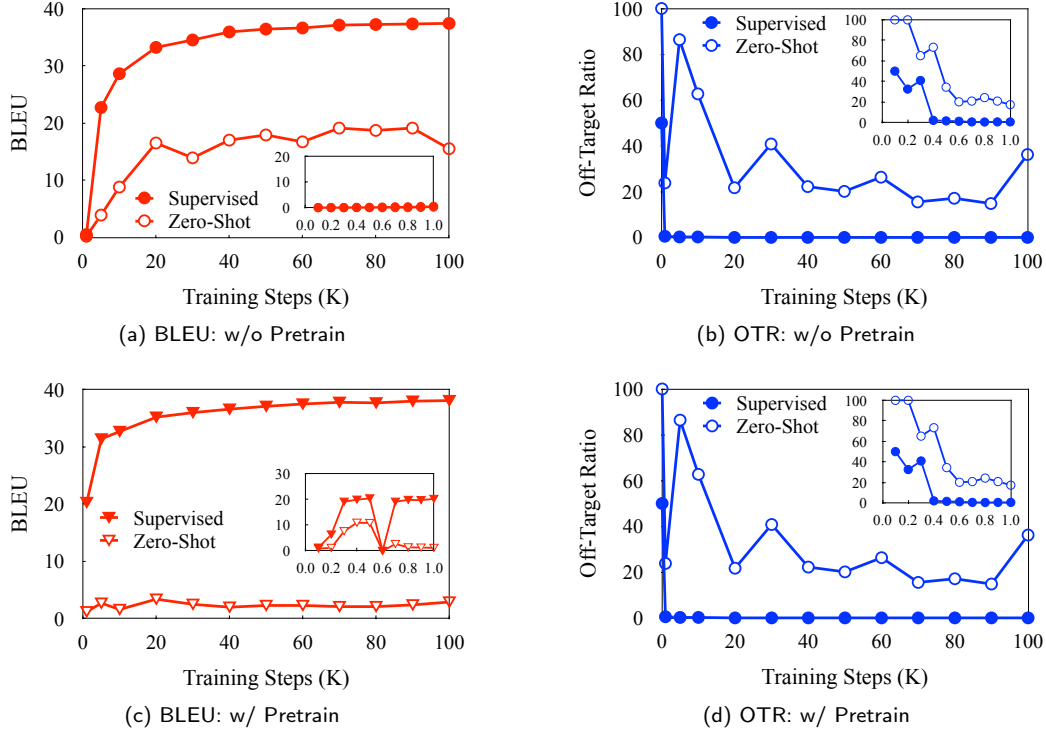 40
30
20
10
0
BLEU
Supervised
Zero-Shot
20
10
0
0.0 0.2 0.4 0.6 0.8 1.0
0 20 40 60 80 100
Training Steps (K)
(a) BLEU: w/o Pretrain
100
80
60
40
20
0
Off-Target Ratio
Supervised
Zero-Shot
100
80
60
40
20
0
0.0 0.2 0.4 0.6 0.8 1.0
0 20 40 60 80 100
Training Steps (K)
(b) OTR: w/o Pretrain
40
30
20
10
0
BLEU
Supervised
Zero-Shot
30
20
10
0
0.0 0.2 0.4 0.6 0.8 1.0
0 20 40 60 80 100
Training Steps (K)
(c) BLEU: w/ Pretrain
100
80
60
40
20
0
Off-Target Ratio
Supervised
Zero-Shot
100
80
60
40
20
0
0.0 0.2 0.4 0.6 0.8 1.0
0 20 40 60 80 100
Training Steps (K)
(d) OTR: w/ Pretrain